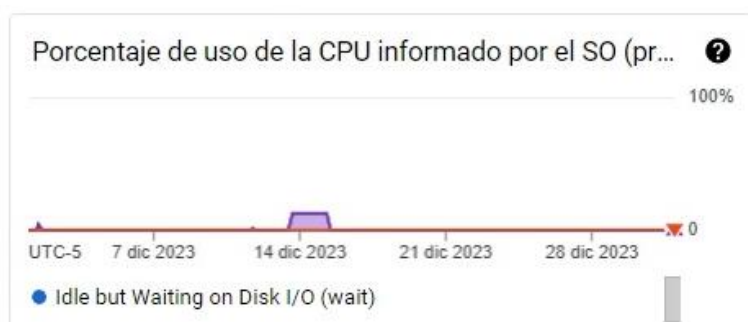 Porcentaje de uso de la CPU informado por el SO (pr...
?
100%
0
UTC-5 7 dic 2023 14 dic 2023 21 dic 2023 28 dic 2023
Idle but Waiting on Disk I/O (wait)